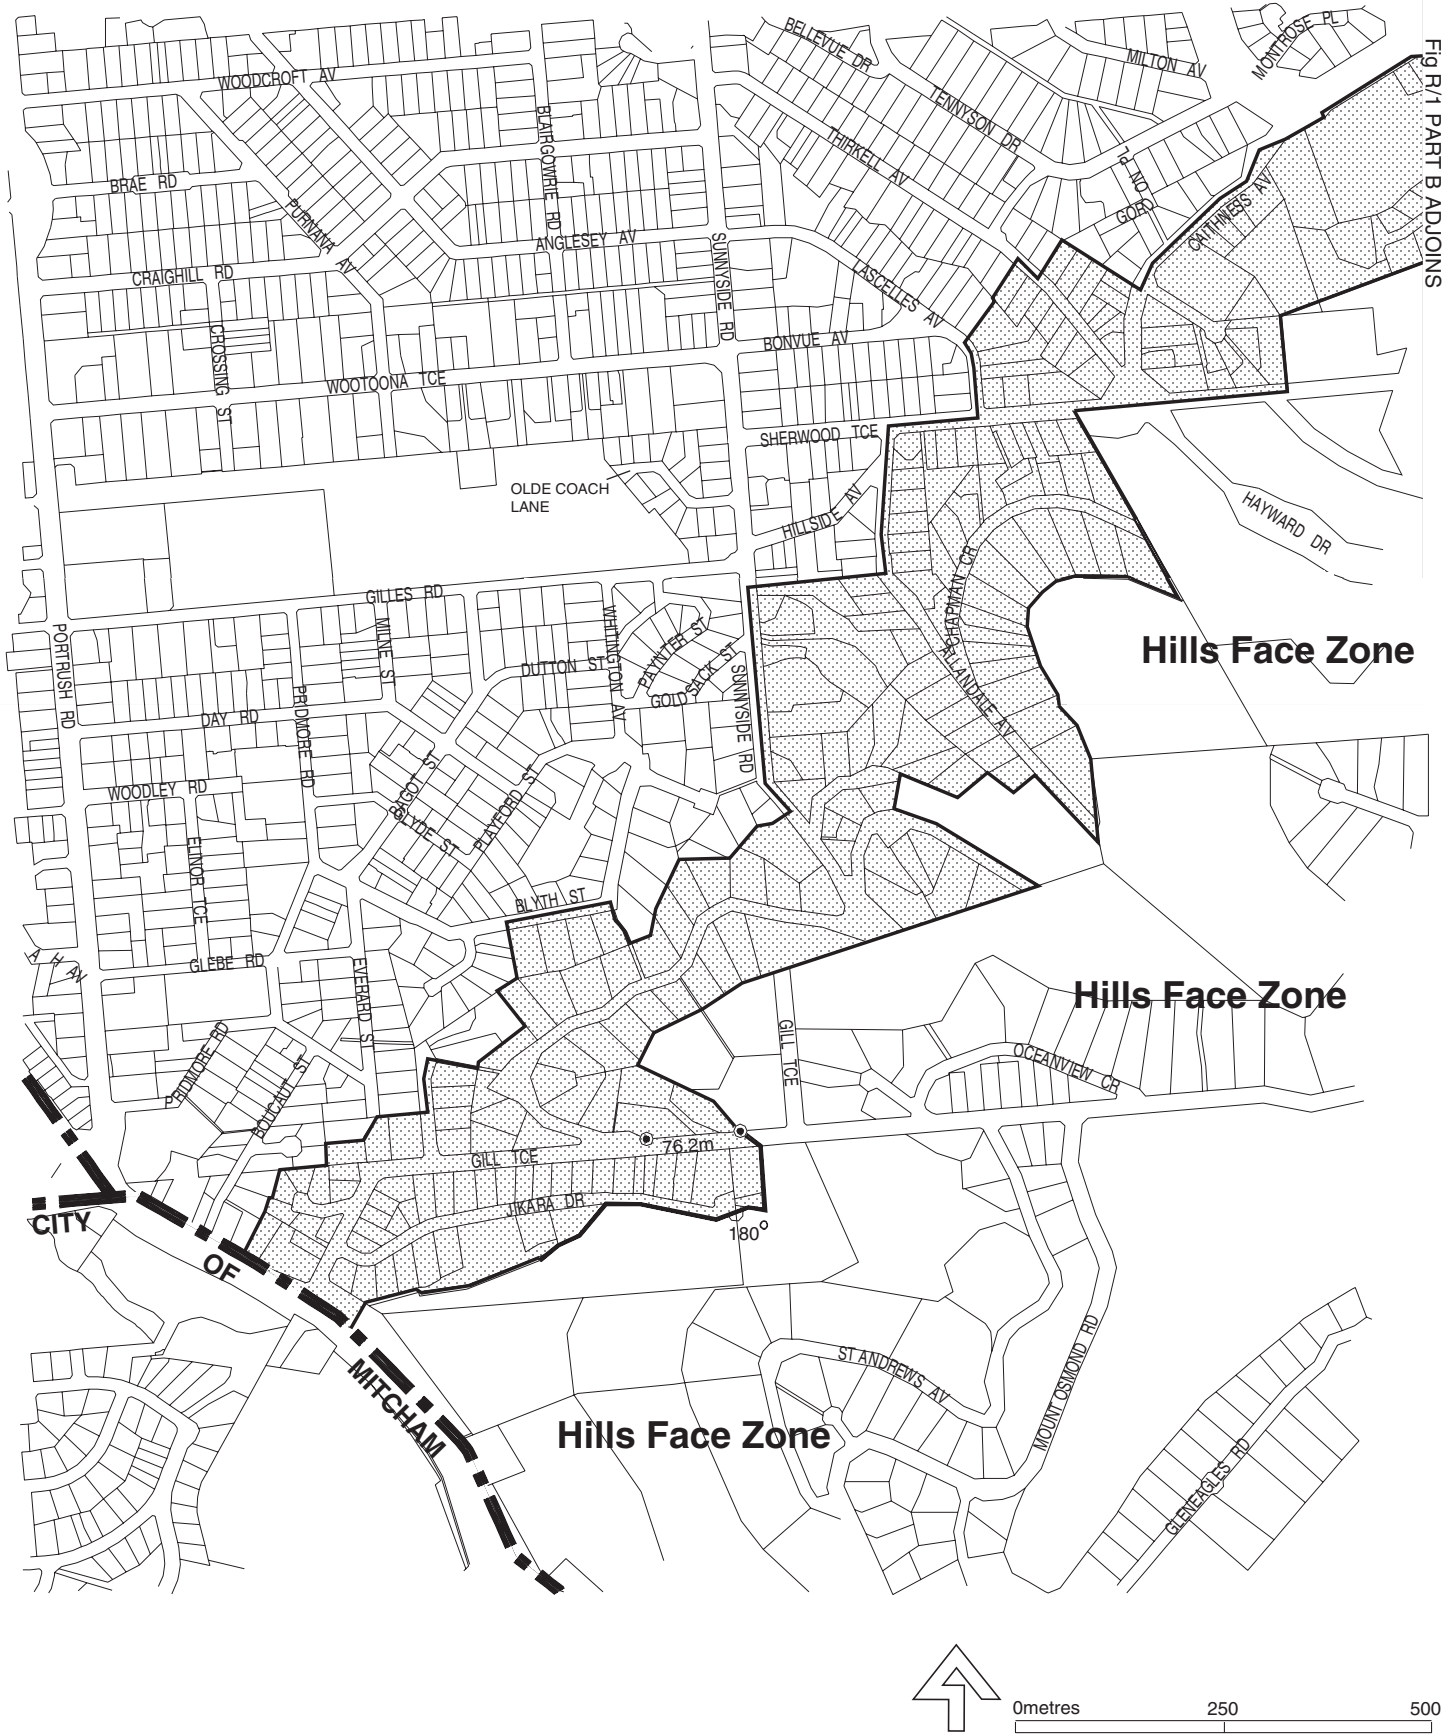 Fig R/1 PART B ADJOINS
MONTROSE PL
BELLEVUE DR
MILTON AV
WOODCROFT AV
TENNYSON DR
BLAIRGOWRIE RD
THIRKELL AV
BRAE RD
GORDON PL
CAITHNESS AV
PURNANA AV
ANGLESEY AV
SUNNYSIDE RD
CRAIGHILL RD
LASCELLES AV
CROSSING ST
BONVUE AV
WOOTOONA TCE
SHERWOOD TCE
OLDE COACH
LANE
HILLSIDE AV
HAYWARD DR
CHAPMAN CR
GILLES RD
PORTRUSH RD
MILNE ST
WHITINGTON AV
PAYNTER ST
DUTTON ST
GOLDSACK ST
SUNNYSIDE RD
ALLANDALE AV
Hills Face Zone
DAY RD
PRIDMORE RD
WOODLEY RD
BAGOT ST
GLYDE ST
PLAYFORD ST
ELINOR TCE
BLYTH ST
A H AV
GLEBE RD
EVERARD ST
Hills Face Zone
PRIDMORE RD
BOUCAUT ST
GILL TCE
OCEANVIEW CR
76.2m
GILL TCE
JIKARA DR
180°
CITY
OF
MITCHAM
ST ANDREWS AV
MOUNT OSMOND RD
Hills Face Zone
GLENEAGLES RD
0metres 250 500